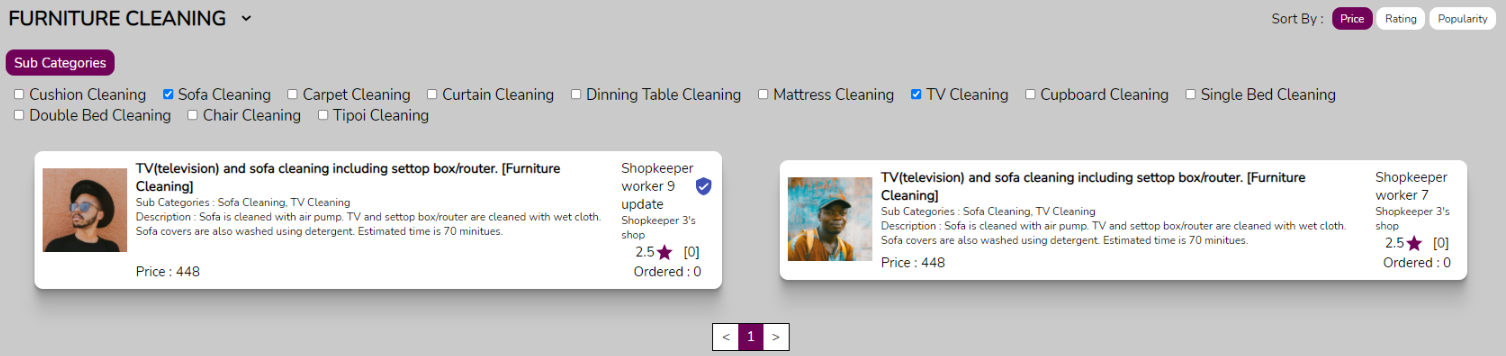 FURNITURE CLEANING
Sort By : Price Rating Popularity
Sub Categories
Cushion Cleaning Sofa Cleaning Carpet Cleaning Curtain Cleaning Dinning Table Cleaning Mattress Cleaning TV Cleaning Cupboard Cleaning Single Bed Cleaning
Double Bed Cleaning Chair Cleaning Tipoi Cleaning
TV(television) and sofa cleaning including settop box/router. [Furniture
Cleaning]
Sub Categories : Sofa Cleaning, TV Cleaning
Description : Sofa is cleaned with air pump. TV and settop box/router are cleaned with wet cloth.
Sofa covers are also washed using detergent. Estimated time is 70 minitues.
Price : 448
Shopkeeper
worker 9
update
Shopkeeper 3's
shop
2.5 [0]
Ordered : 0
TV(television) and sofa cleaning including settop box/router. [Furniture
Cleaning]
Sub Categories : Sofa Cleaning, TV Cleaning
Description : Sofa is cleaned with air pump. TV and settop box/router are cleaned with wet cloth.
Sofa covers are also washed using detergent. Estimated time is 70 minitues.
Price : 448
Shopkeeper
worker 7
Shopkeeper 3's
shop
2.5 [0]
Ordered : 0
< 1 >